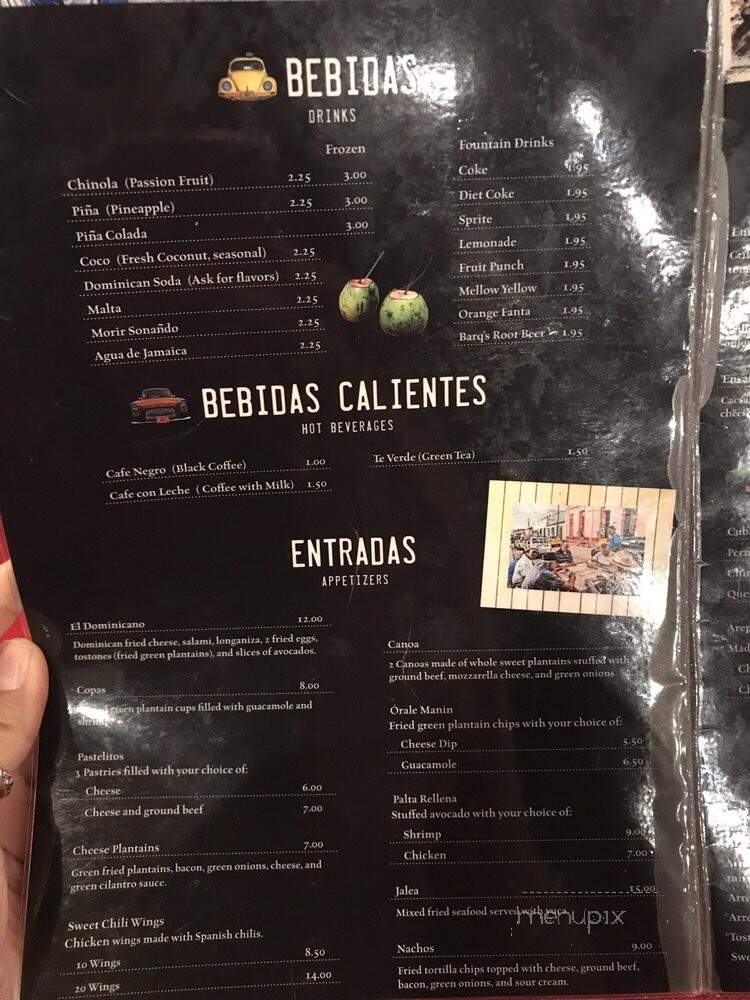 BEBIDAS
DRINKS
Frozen
Chinola (Passion Fruit) 2.25 3.00
Piña (Pineapple) 2.25 3.00
Piña Colada 3.00
Coco (Fresh Coconut, seasonal) 2.25
Dominican Soda (Ask for flavors) 2.25
Malta 2.25
Morir Sonañdo 2.25
Agua de Jamaica 2.25
Fountain Drinks
Coke 1.95
Diet Coke 1.95
Sprite 1.95
Lemonade 1.95
Fruit Punch 1.95
Mellow Yellow 1.95
Orange Fanta 1.95
Barq's Root Beer 1.95
BEBIDAS CALIENTES
HOT BEVERAGES
Cafe Negro (Black Coffee) 1.00
Cafe con Leche ( Coffee with Milk) 1.50
Te Verde (Green Tea) 1.50
ENTRADAS
APPETIZERS
El Dominicano 12.00
Dominican fried cheese, salami, longaniza, 2 fried eggs,
tostones (fried green plantains), and slices of avocados.
Copas 8.00
green plantain cups filled with guacamole and
shrimp
Pastelitos
3 Pastries filled with your choice of:
Cheese 6.00
Cheese and ground beef 7.00
Cheese Plantains 7.00
Green fried plantains, bacon, green onions, cheese, and
green cilantro sauce.
Sweet Chili Wings
Chicken wings made with Spanish chilis.
10 Wings 8.50
20 Wings 14.00
Canoa
2 Canoas made of whole sweet plantains stuffed with
ground beef, mozzarella cheese, and green onions
Órale Manin
Fried green plantain chips with your choice of:
Cheese Dip 5.50
Guacamole 6.50
Palta Rellena
Stuffed avocado with your choice of:
Shrimp 9.00
Chicken 7.00
Jalea 15.00
Mixed fried seafood served with yuca
Nachos 9.00
Fried tortilla chips topped with cheese, ground beef,
bacon, green onions, and sour cream.
menupix